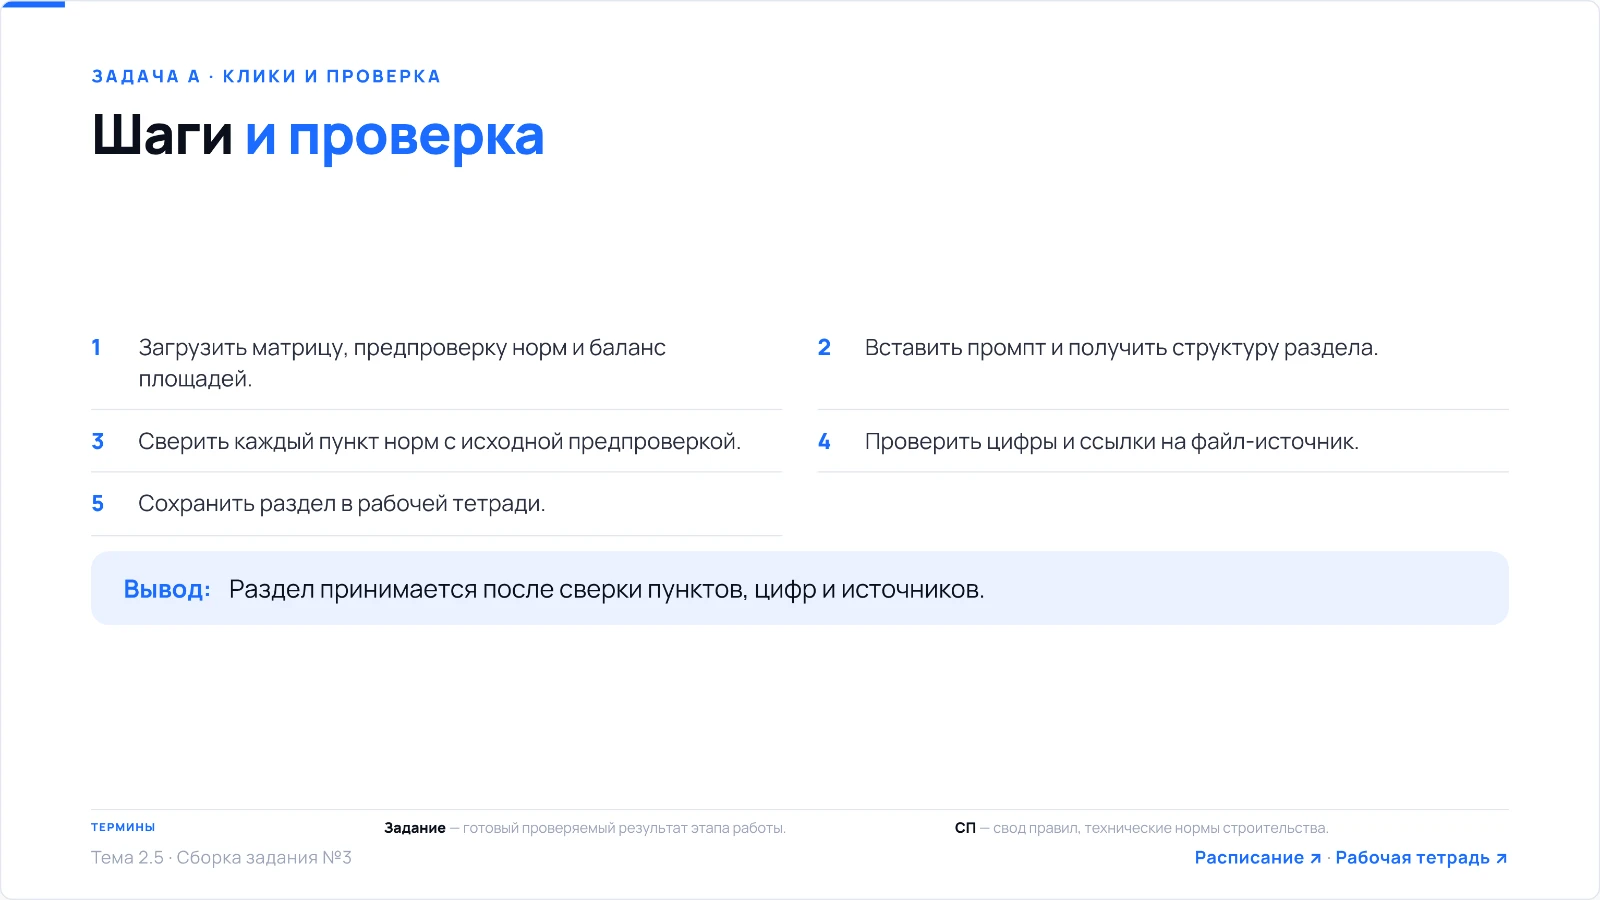 ЗАДАЧА А · КЛИКИ И ПРОВЕРКА
Шаги и проверка
1 Загрузить матрицу, предпроверку норм и баланс
площадей.
2 Вставить промпт и получить структуру раздела.
3 Сверить каждый пункт норм с исходной предпроверкой.
4 Проверить цифры и ссылки на файл-источник.
5 Сохранить раздел в рабочей тетради.
Вывод: Раздел принимается после сверки пунктов, цифр и источников.
ТЕРМИНЫ
Задание — готовый проверяемый результат этапа работы.
СП — свод правил, технические нормы строительства.
Тема 2.5 · Сборка задания №3
Расписание ↗ · Рабочая тетрадь ↗